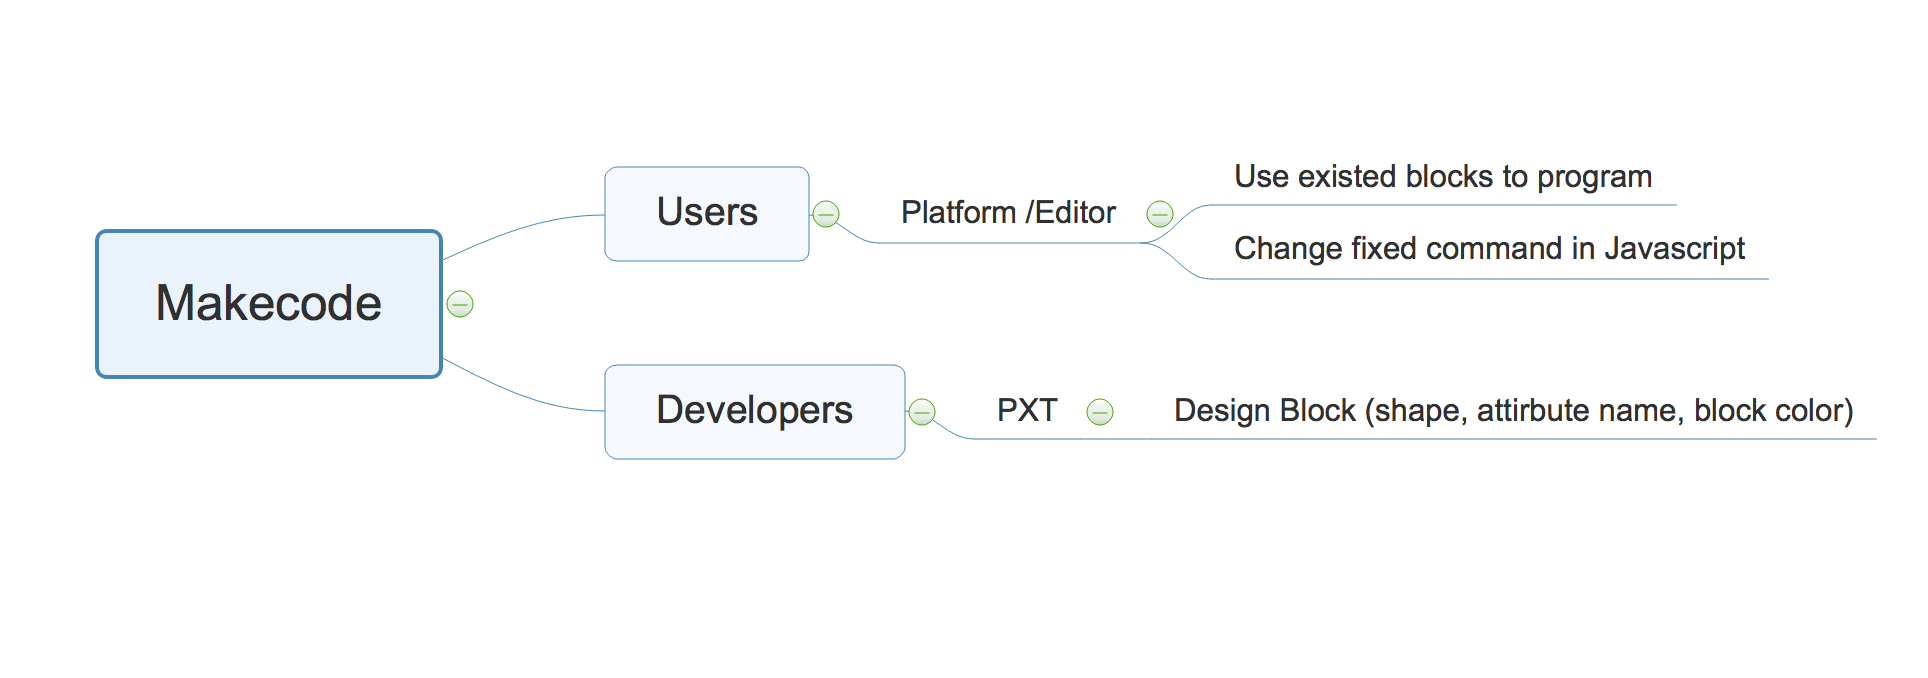 Makecode
Users
Platform /Editor
Use existed blocks to program
Change fixed command in Javascript
Developers
PXT
Design Block (shape, attirbute name, block color)